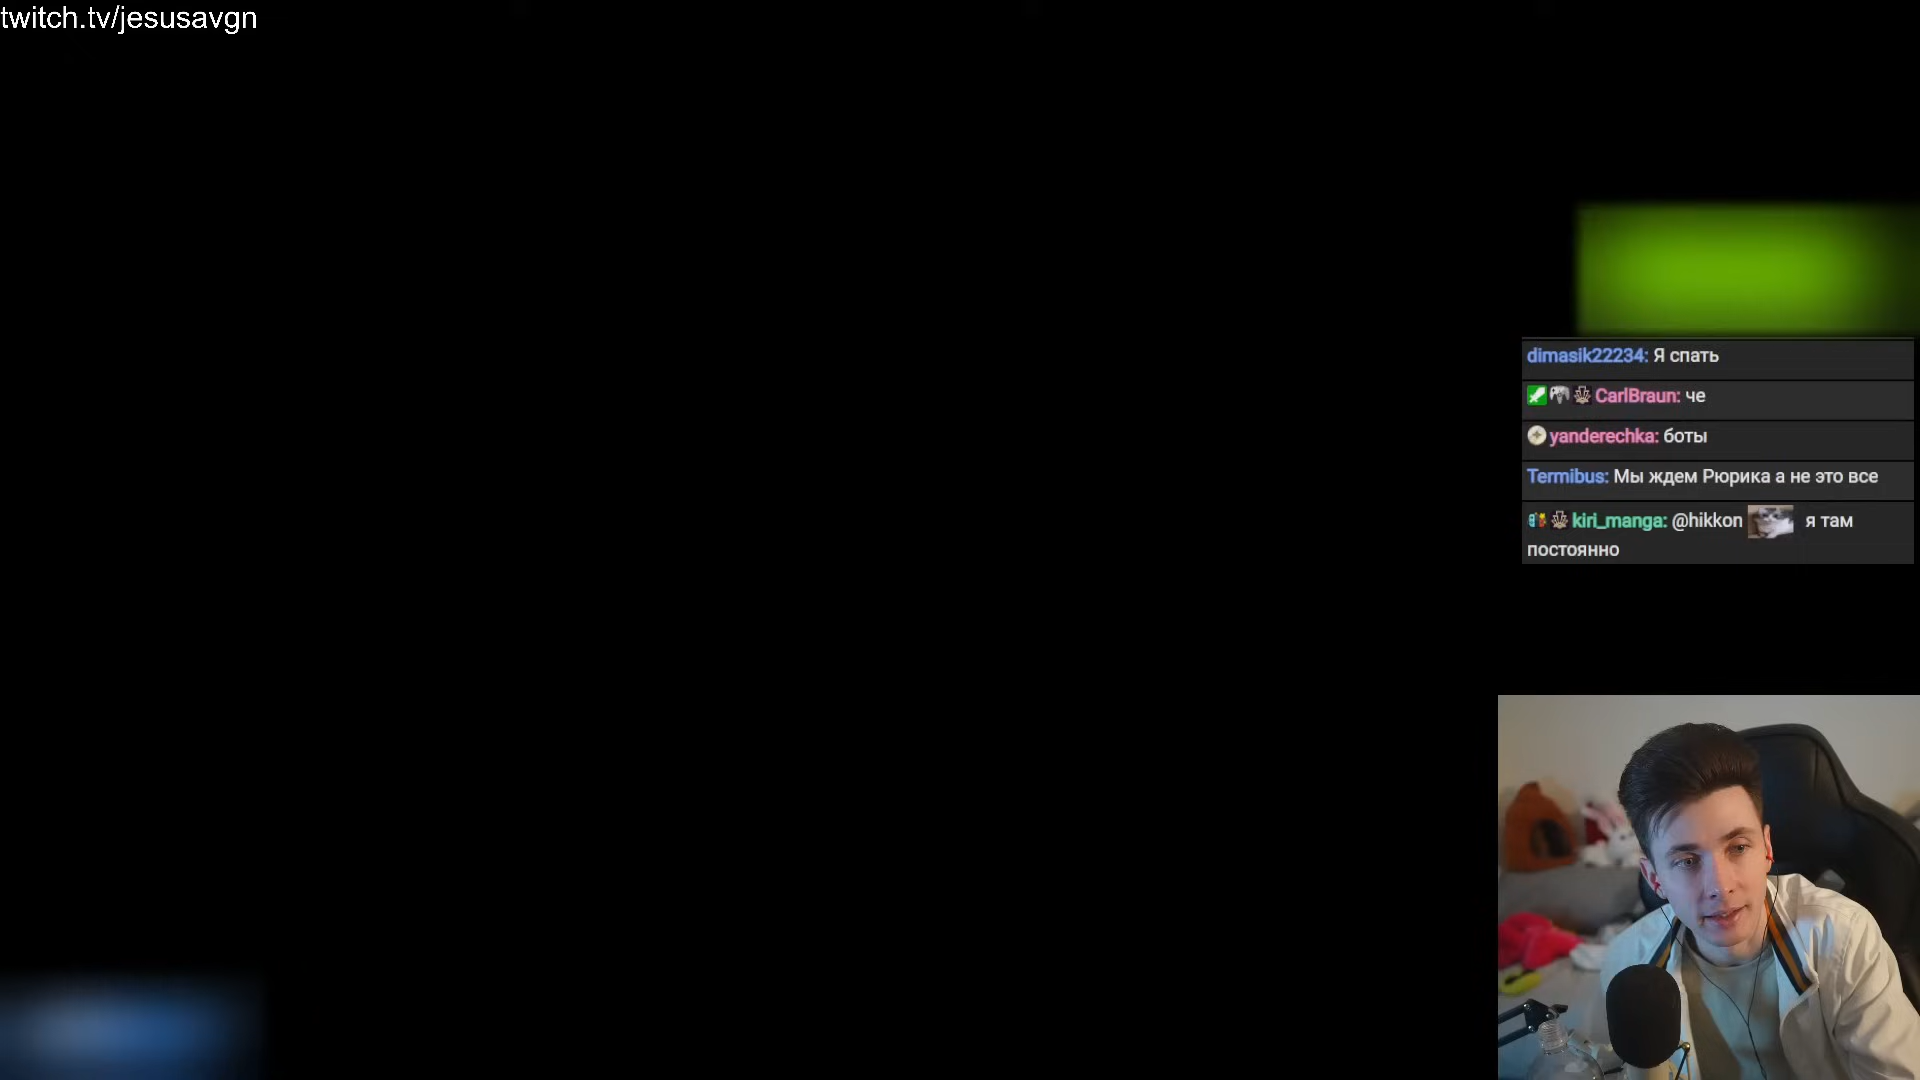 twitch.tv/jesusavgn
dimasik22234: Я спать
CarlBraun: че
yanderechka: боты
Termibus: Мы ждем Рюрика а не это все
kiri_manga: @hikkon я там
постоянно